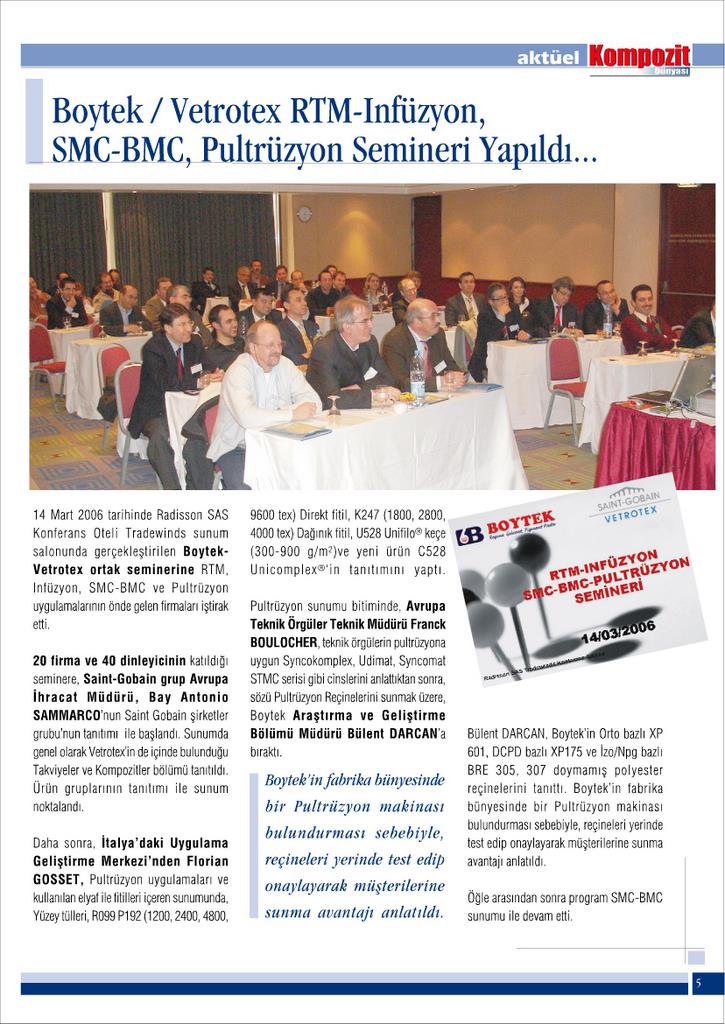 aktüel Kompozit
Dünyası
Boytek / Vetrotex RTM-Infüzyon,
SMC-BMC, Pultrüzyon Semineri Yapıldı...
14 Mart 2006 tarihinde Radisson SAS
Konferans Oteli Tradewinds sunum
salonunda gerçekleştirilen Boytek-
Vetrotex ortak seminerine RTM,
Infüzyon, SMC-BMC ve Pultrüzyon
uygulamalarının önde gelen firmaları iştirak
etti.
20 firma ve 40 dinleyicinin katıldığı
seminere, Saint-Gobain grup Avrupa
İhracat Müdürü, Bay Antonio
SAMMARCO'nun Saint Gobain şirketler
grubu'nun tanıtımı ile başlandı. Sunumda
genel olarak Vetrotex'in de içinde bulunduğu
Takviyeler ve Kompozitler bölümü tanıtıldı.
Ürün gruplarının tanıtımı ile sunum
noktalandı.
Daha sonra, İtalya'daki Uygulama
Geliştirme Merkezi'nden Florian
GOSSET, Pultrüzyon uygulamaları ve
kullanılan elyaf ile fitilleri içeren sunumunda,
Yüzey tülleri, R099 P192 (1200, 2400, 4800,
9600 tex) Direkt fitil, K247 (1800, 2800,
4000 tex) Dağınık fitil, U528 Unifilo® keçe
(300-900 g/m²)ve yeni ürün C528
Unicomplex®'in tanıtımını yaptı.
Pultrüzyon sunumu bitiminde, Avrupa
Teknik Örgüler Teknik Müdürü Franck
BOULOCHER, teknik örgülerin pultrüzyona
uygun Syncokomplex, Udimat, Syncomat
STMC serisi gibi cinslerini anlattıktan sonra,
sözü Pultrüzyon Reçinelerini sunmak üzere,
Boytek Araştırma ve Geliştirme
Bölümü Müdürü Bülent DARCAN'a
bıraktı.
Boytek'in fabrika bünyesinde
bir Pultrüzyon makinası
bulundurması sebebiyle,
reçineleri yerinde test edip
onaylayarak müşterilerine
sunma avantajı anlatıldı.
BOYTEK
SAINT-GOBAIN
VETROTEX
RTM-INFÜZYON
SMC-BMC-PULTRÜZYON
SEMİNERİ
14/03/2006
Radisson SAS Tradewinds
Bülent DARCAN, Boytek'in Orto bazlı XP
601, DCPD bazlı XP175 ve İzo/Npg bazlı
BRE 305, 307 doymamış polyester
reçinelerini tanıttı. Boytek'in fabrika
bünyesinde bir Pultrüzyon makinası
bulundurması sebebiyle, reçineleri yerinde
test edip onaylayarak müşterilerine sunma
avantajı anlatıldı.
Öğle arasından sonra program SMC-BMC
sunumu ile devam etti.
5